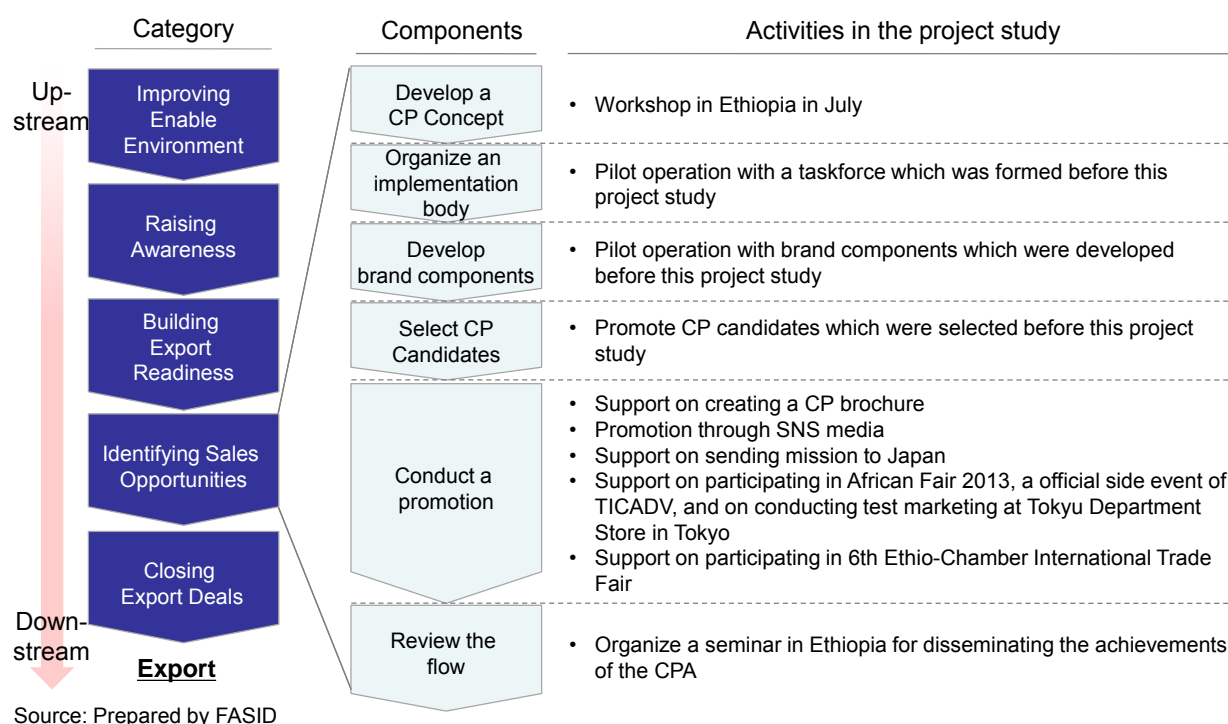 Category
Components
Activities in the project study
Up-
stream
Improving
Enable
Environment
Raising
Awareness
Building
Export
Readiness
Identifying Sales
Opportunities
Closing
Export Deals
Down-
stream
Export
Develop a
CP Concept
• Workshop in Ethiopia in July
Organize an
implementation
body
• Pilot operation with a taskforce which was formed before this
project study
Develop
brand components
• Pilot operation with brand components which were developed
before this project study
Select CP
Candidates
• Promote CP candidates which were selected before this project
study
Conduct a
promotion
• Support on creating a CP brochure
• Promotion through SNS media
• Support on sending mission to Japan
• Support on participating in African Fair 2013, a official side event of
TICADV, and on conducting test marketing at Tokyu Department
Store in Tokyo
• Support on participating in 6th Ethio-Chamber International Trade
Fair
Review the
flow
• Organize a seminar in Ethiopia for disseminating the achievements
of the CPA
Source: Prepared by FASID